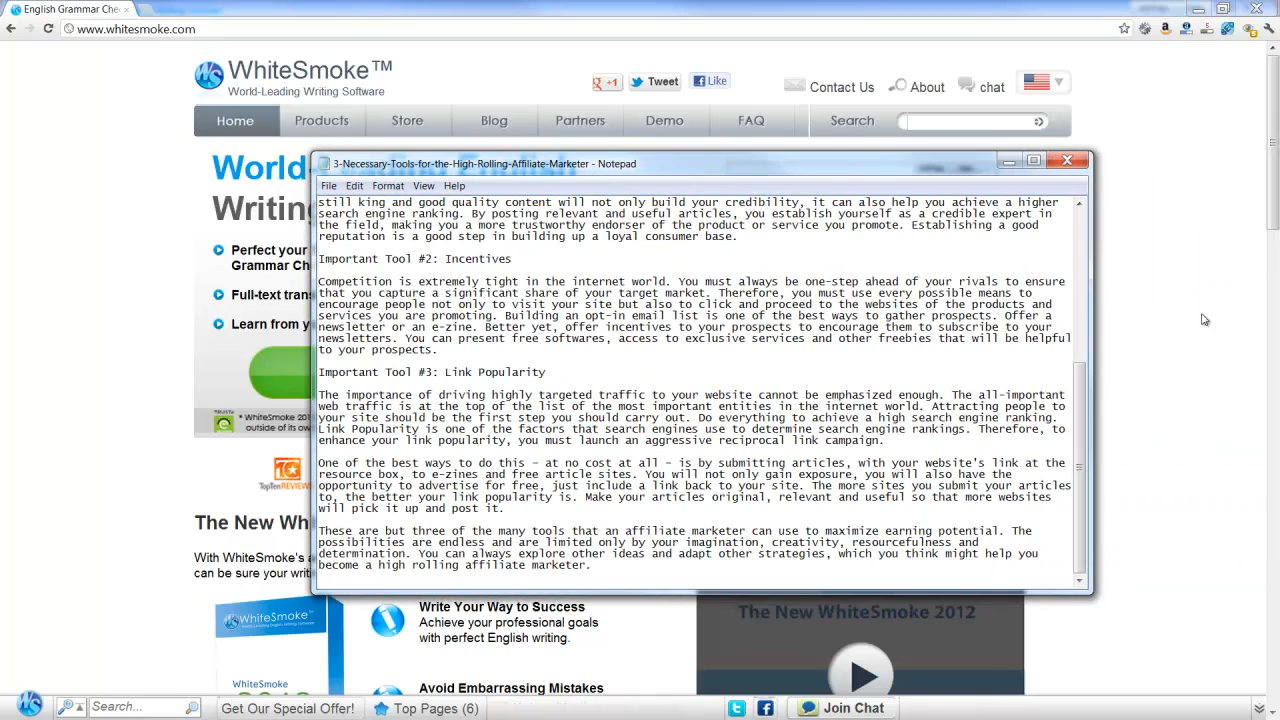 English Grammar Che
www.whitesmoke.com
WhiteSmoke™
World-Leading Writing Software
+1
Tweet
Like
Contact Us
About
chat
Home
Products
Store
Blog
Partners
Demo
FAQ
Search
World-
Writing
Perfect your
Grammar
Full-text
Learn from
* WhiteSmoke
outside of its
TopTenREVIEWS
The New
With WhiteSmoke's
can be sure your
3-Necessary-Tools-for-the-High-Rolling-Affiliate-Marketer - Notepad
File Edit Format View Help
still king and good quality content will not only build your credibility, it can also help you achieve a higher
search engine ranking. By posting relevant and useful articles, you establish yourself as a credible expert in
the field, making you a more trustworthy endorser of the product or service you promote. Establishing a good
reputation is a good step in building up a loyal consumer base.
Important Tool #2: Incentives
Competition is extremely tight in the internet world. You must always be one-step ahead of your rivals to ensure
that you capture a significant share of your target market. Therefore, you must use every possible means to
encourage people not only to visit your site but also to click and proceed to the websites of the products and
services you are promoting. Building an opt-in email list is one of the best ways to gather prospects. Offer a
newsletter or an e-zine. Better yet, offer incentives to your prospects to encourage them to subscribe to your
newsletters. You can present free softwares, access to exclusive services and other freebies that will be helpful
to your prospects.
Important Tool #3: Link Popularity
The importance of driving highly targeted traffic to your website cannot be emphasized enough. The all-important
web traffic is at the top of the list of the most important entities in the internet world. Attracting people to
your site should be the first step you should carry out. Do everything to achieve a high search engine ranking.
Link Popularity is one of the factors that search engines use to determine search engine rankings. Therefore, to
enhance your link popularity, you must launch an aggressive reciprocal link campaign.
One of the best ways to do this – at no cost at all – is by submitting articles, with your website's link at the
resource box, to e-zines and free article sites. You will not only gain exposure, you will also have the
opportunity to advertise for free, just include a link back to your site. The more sites you submit your articles
to, the better your link popularity is. Make your articles original, relevant and useful so that more websites
will pick it up and post it.
These are but three of the many tools that an affiliate marketer can use to maximize earning potential. The
possibilities are endless and are limited only by your imagination, creativity, resourcefulness and
determination. You can always explore other ideas and adapt other strategies, which you think might help you
become a high rolling affiliate marketer.
WhiteSmoke™
WhiteSmoke
Write Your Way to Success
Achieve your professional goals
with perfect English writing.
Avoid Embarrassing Mistakes
The New WhiteSmoke 2012
Search...
Get Our Special Offer!
Top Pages (6)
Join Chat